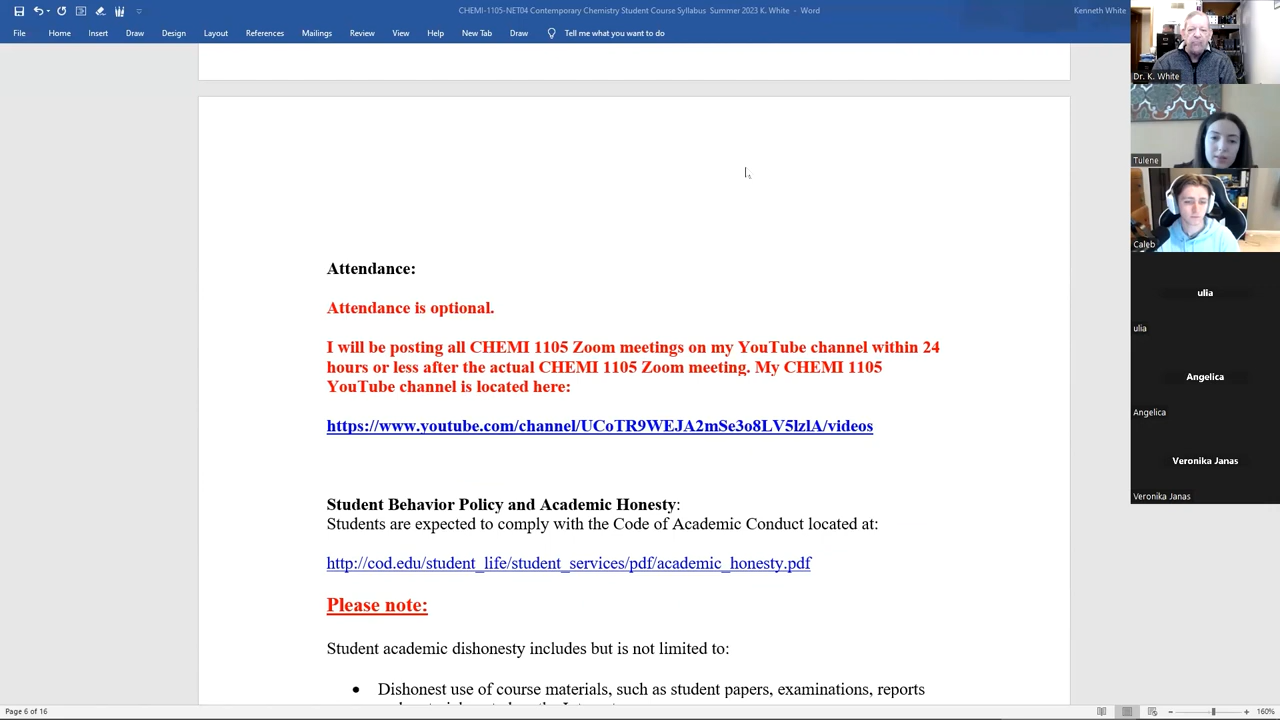 CHEMI-1105-NET04 Contemporary Chemistry Student Course Syllabus Summer 2023 K. White - Word
Kenneth White
File Home Insert Draw Design Layout References Mailings Review View Help New Tab Draw Tell me what you want to do
Dr. K. White
Tulene
Caleb
ulia
ulia
Angelica
Angelica
Veronika Janas
Veronika Janas
Attendance:
Attendance is optional.
I will be posting all CHEMI 1105 Zoom meetings on my YouTube channel within 24
hours or less after the actual CHEMI 1105 Zoom meeting. My CHEMI 1105
YouTube channel is located here:
https://www.youtube.com/channel/UCoTR9WEJA2mSe3o8LV5lzlA/videos
Student Behavior Policy and Academic Honesty:
Students are expected to comply with the Code of Academic Conduct located at:
http://cod.edu/student_life/student_services/pdf/academic_honesty.pdf
Please note:
Student academic dishonesty includes but is not limited to:
• Dishonest use of course materials, such as student papers, examinations, reports
Page 6 of 16
160%